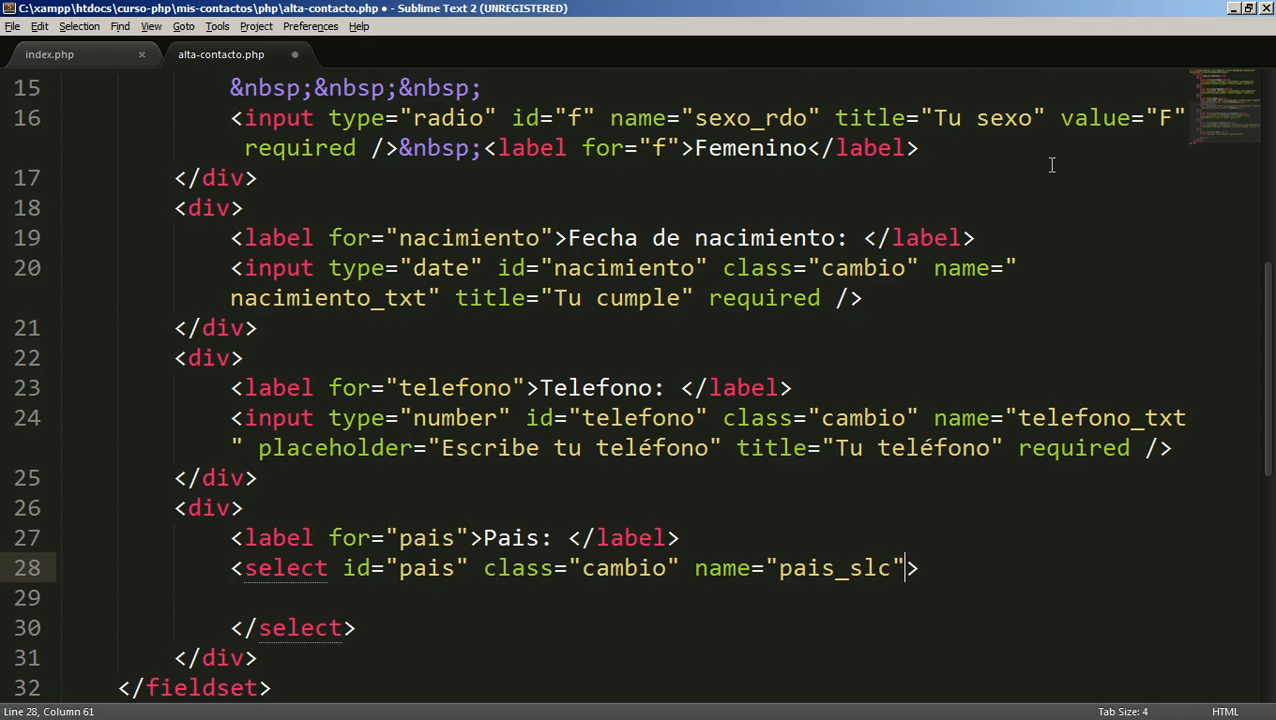 C:\xampp\htdocs\curso-php\mis-contactos\php\alta-contacto.php • - Sublime Text 2 (UNREGISTERED)
File Edit Selection Find View Goto Tools Project Preferences Help
index.php × alta-contacto.php
15 &nbsp;&nbsp;&nbsp;
16 <input type="radio" id="f" name="sexo_rdo" title="Tu sexo" value="F"
required />&nbsp;<label for="f">Femenino</label>
17 </div>
18 <div>
19 <label for="nacimiento">Fecha de nacimiento: </label>
20 <input type="date" id="nacimiento" class="cambio" name="
nacimiento_txt" title="Tu cumple" required />
21 </div>
22 <div>
23 <label for="telefono">Telefono: </label>
24 <input type="number" id="telefono" class="cambio" name="telefono_txt
" placeholder="Escribe tu teléfono" title="Tu teléfono" required />
25 </div>
26 <div>
27 <label for="pais">Pais: </label>
28 <select id="pais" class="cambio" name="pais_slc">
29
30 </select>
31 </div>
32 </fieldset>
Line 28, Column 61 Tab Size: 4 HTML